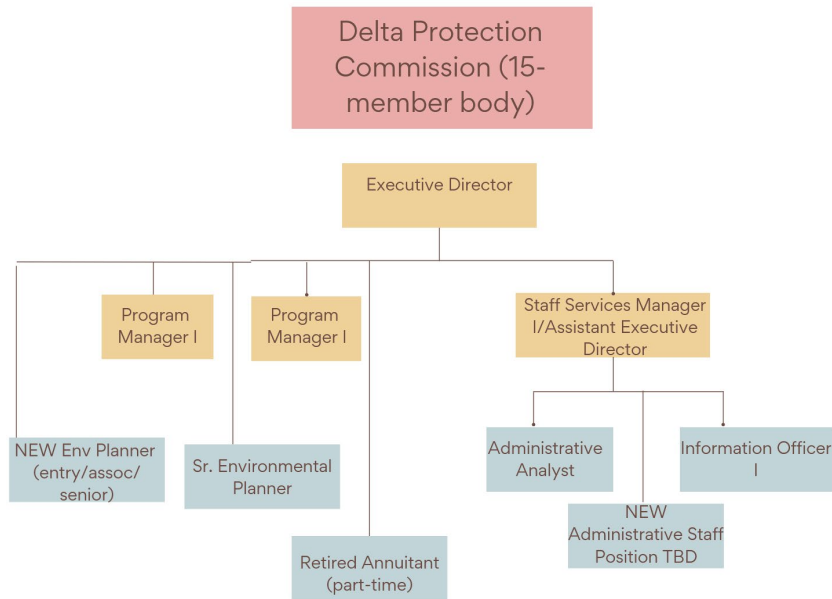 Delta Protection
Commission (15-
member body)
Executive Director
Program
Manager I
Program
Manager I
Staff Services Manager
I/Assistant Executive
Director
NEW Env Planner
(entry/assoc/
senior)
Sr. Environmental
Planner
Administrative
Analyst
Information Officer
I
NEW
Administrative Staff
Position TBD
Retired Annuitant
(part-time)